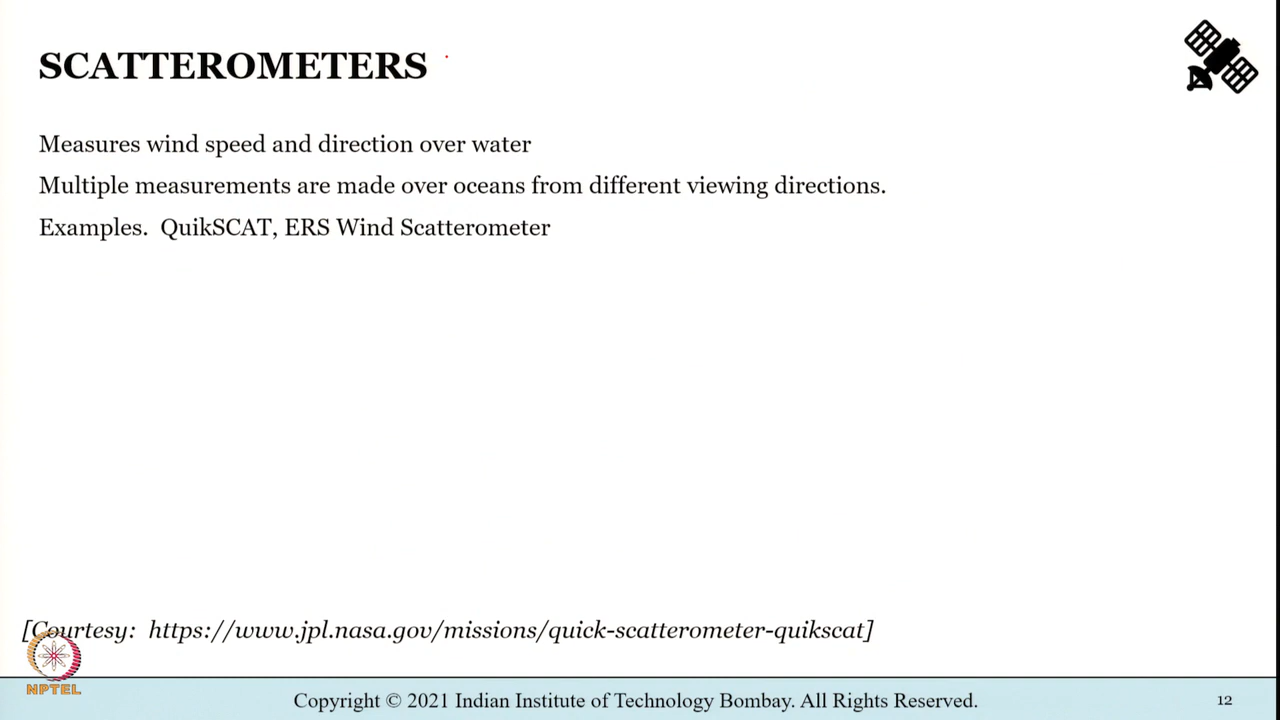 SCATTEROMETERS
Measures wind speed and direction over water
Multiple measurements are made over oceans from different viewing directions.
Examples.  QuikSCAT, ERS Wind Scatterometer
[Courtesy:  https://www.jpl.nasa.gov/missions/quick-scatterometer-quikscat]
NPTEL
Copyright © 2021 Indian Institute of Technology Bombay. All Rights Reserved.
12